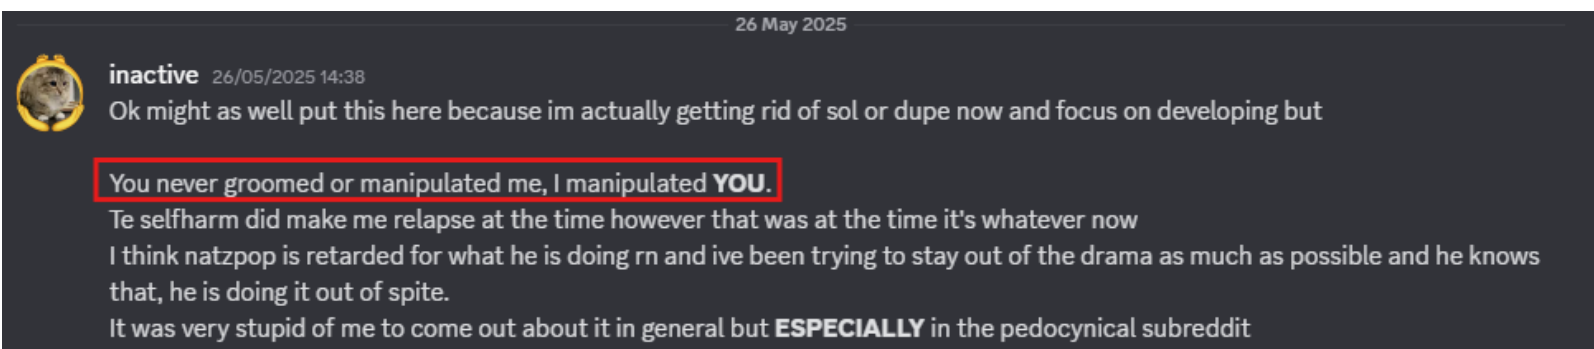 26 May 2025
inactive 26/05/2025 14:38
Ok might as well put this here because im actually getting rid of sol or dupe now and focus on developing but
You never groomed or manipulated me, I manipulated YOU.
Te selfharm did make me relapse at the time however that was at the time it's whatever now
I think natzpop is retarded for what he is doing rn and ive been trying to stay out of the drama as much as possible and he knows
that, he is doing it out of spite.
It was very stupid of me to come out about it in general but ESPECIALLY in the pedocynical subreddit